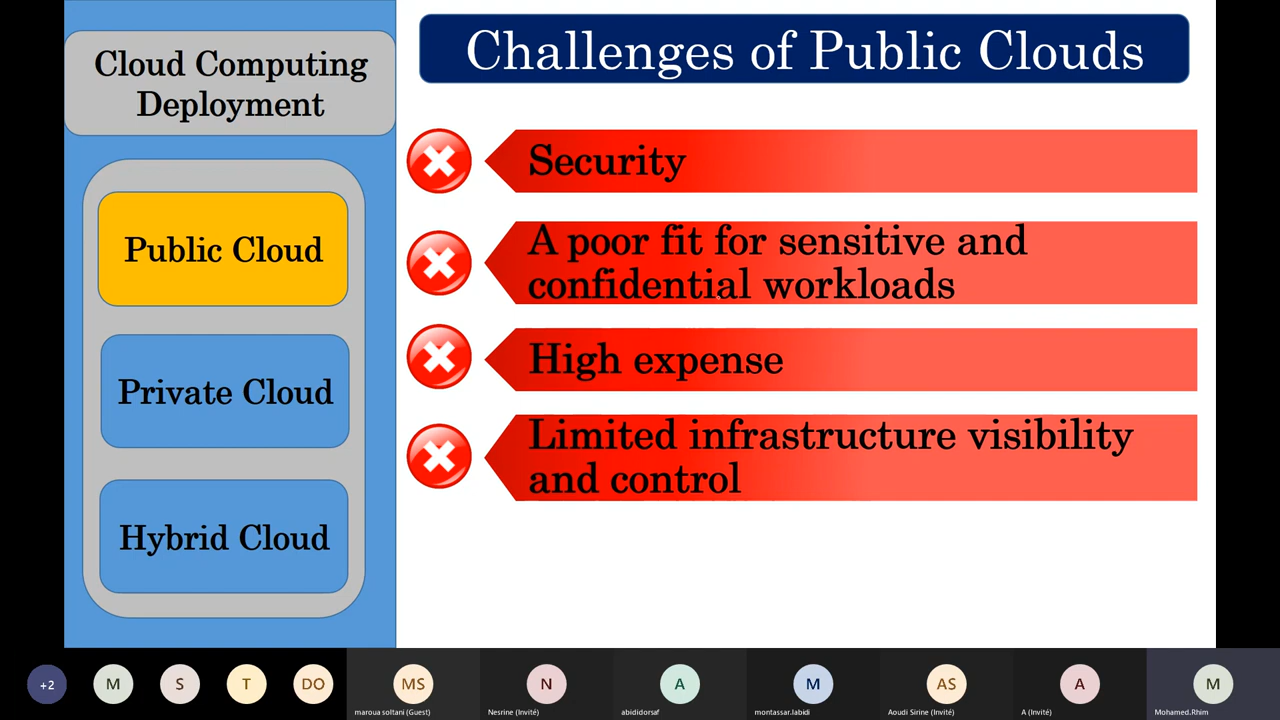 Cloud Computing
Deployment
Public Cloud
Private Cloud
Hybrid Cloud
Challenges of Public Clouds
Security
A poor fit for sensitive and
confidential workloads
High expense
Limited infrastructure visibility
and control
+2
M
S
T
DO
MS
maroua soltani (Guest)
N
Nesrine (Invité)
A
abididorsaf
M
montassar.labidi
AS
Aoudi Sirine (Invité)
A
A (Invité)
M
Mohamed.Rhim